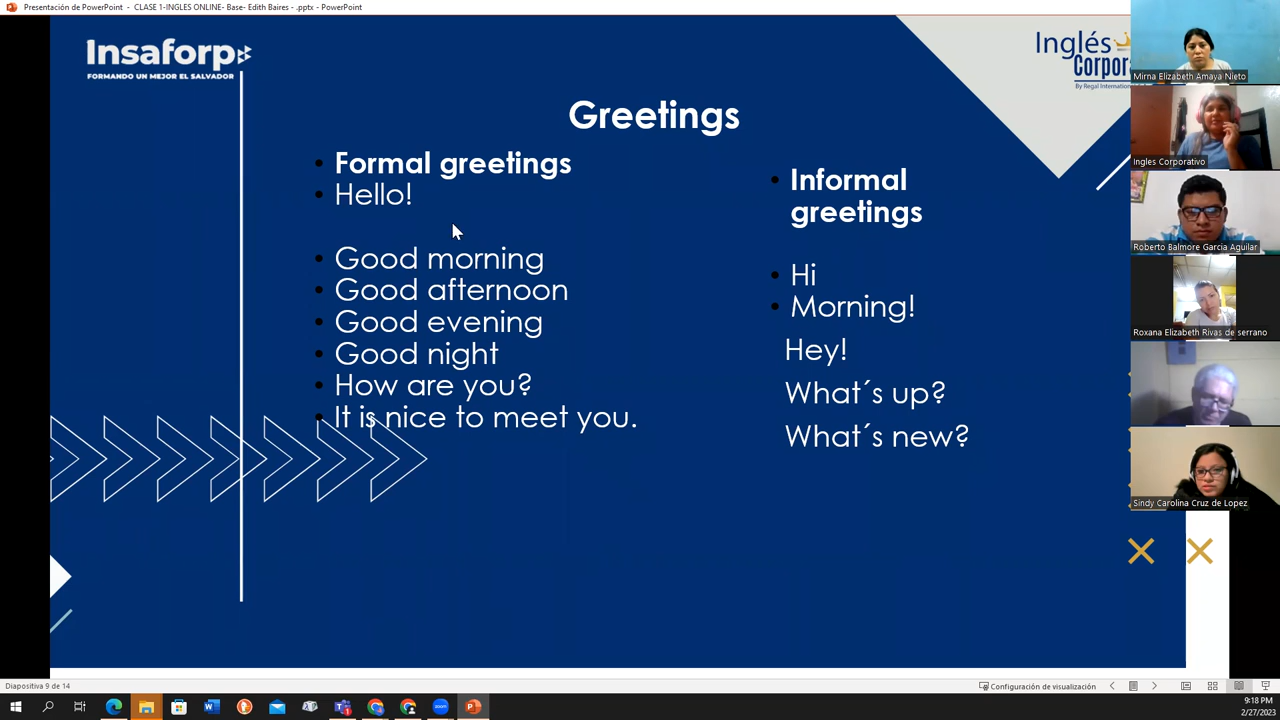 Presentación de PowerPoint - CLASE 1-INGLES ONLINE- Base- Edith Baires - .pptx - PowerPoint
Insaforp
FORMANDO UN MEJOR EL SALVADOR
Inglés
Corpora
By Regal Internation
Greetings
Formal greetings
Hello!
Good morning
Good afternoon
Good evening
Good night
How are you?
It is nice to meet you.
Informal
greetings
Hi
Morning!
Hey!
What´s up?
What´s new?
Mirna Elizabeth Amaya Nieto
Ingles Corporativo
Roberto Balmore Garcia Aguilar
Roxana Elizabeth Rivas de serrano
Sindy Carolina Cruz de Lopez
Diapositiva 9 de 14
Configuración de visualización
9:18 PM
2/27/2023